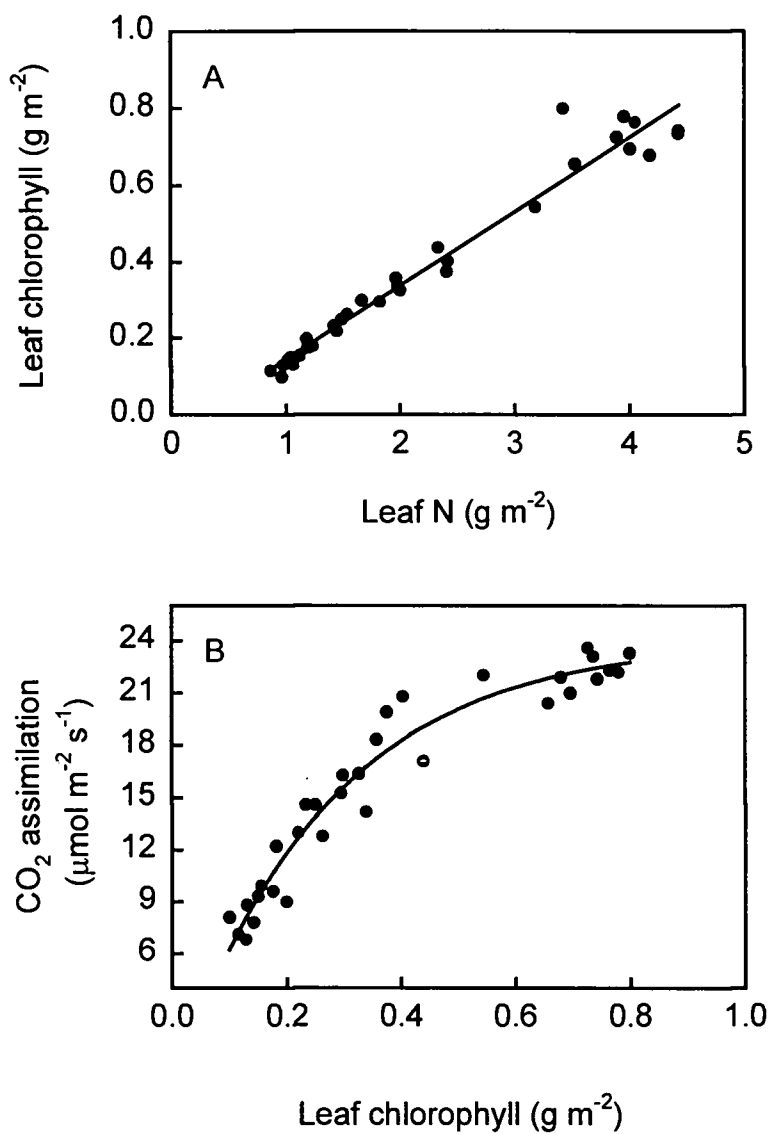 A
Leaf chlorophyll (g m⁻²)
1.0
0.8
0.6
0.4
0.2
0.0
0 1 2 3 4 5
Leaf N (g m⁻²)
B
CO₂ assimilation
(μmol m⁻² s⁻¹)
24
21
18
15
12
9
6
0.0 0.2 0.4 0.6 0.8 1.0
Leaf chlorophyll (g m⁻²)